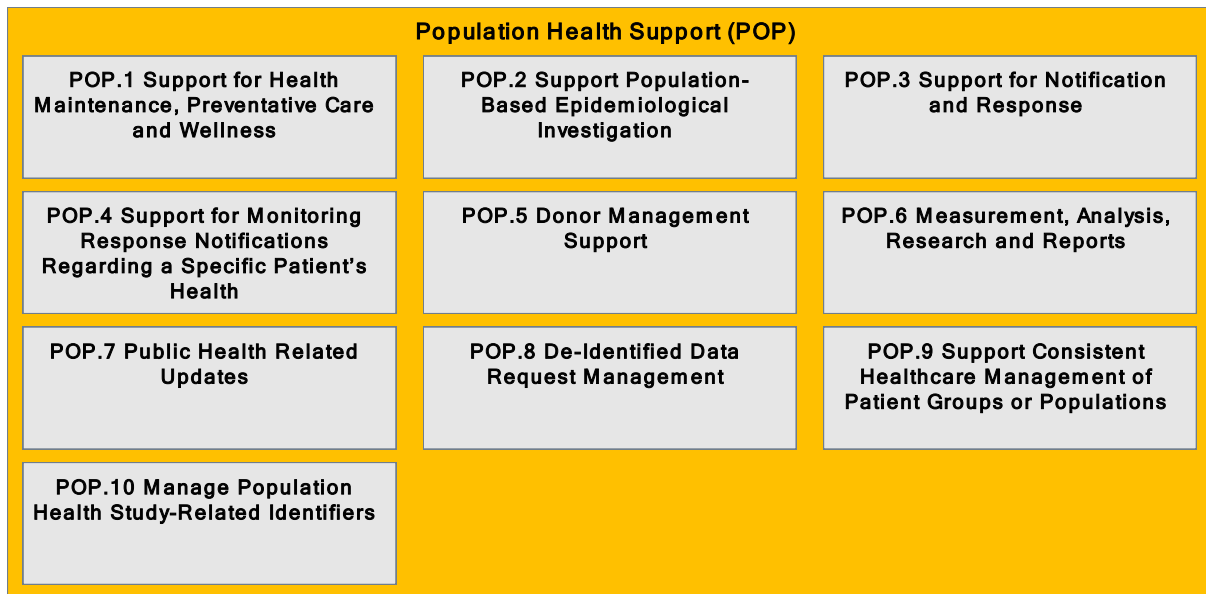 Population Health Support (POP)
POP.1 Support for Health
Maintenance, Preventative Care
and Wellness
POP.2 Support Population-
Based Epidemiological
Investigation
POP.3 Support for Notification
and Response
POP.4 Support for Monitoring
Response Notifications
Regarding a Specific Patient’s
Health
POP.5 Donor Management
Support
POP.6 Measurement, Analysis,
Research and Reports
POP.7 Public Health Related
Updates
POP.8 De-Identified Data
Request Management
POP.9 Support Consistent
Healthcare Management of
Patient Groups or Populations
POP.10 Manage Population
Health Study-Related Identifiers